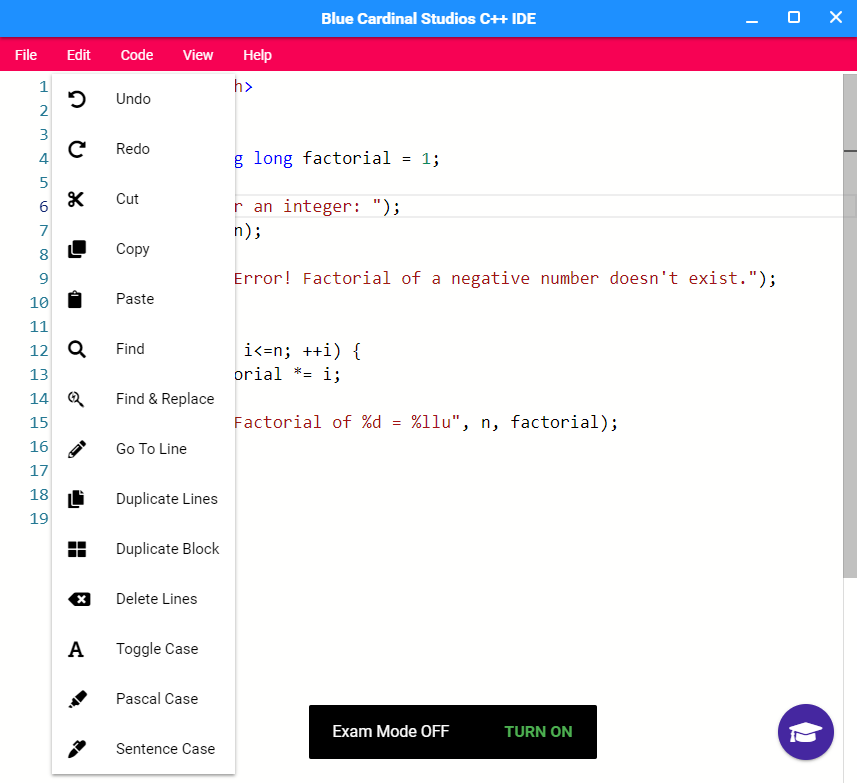 Blue Cardinal Studios C++ IDE
File Edit Code View Help
1 h>
2
3
4 g long factorial = 1;
5
6 r an integer: ");
7 n);
8
9 Error! Factorial of a negative number doesn't exist.");
10
11
12 i<=n; ++i) {
13 orial *= i;
14
15 Factorial of %d = %llu", n, factorial);
16
17
18
19
Undo
Redo
Cut
Copy
Paste
Find
Find & Replace
Go To Line
Duplicate Lines
Duplicate Block
Delete Lines
Toggle Case
Pascal Case
Sentence Case
Exam Mode OFF TURN ON